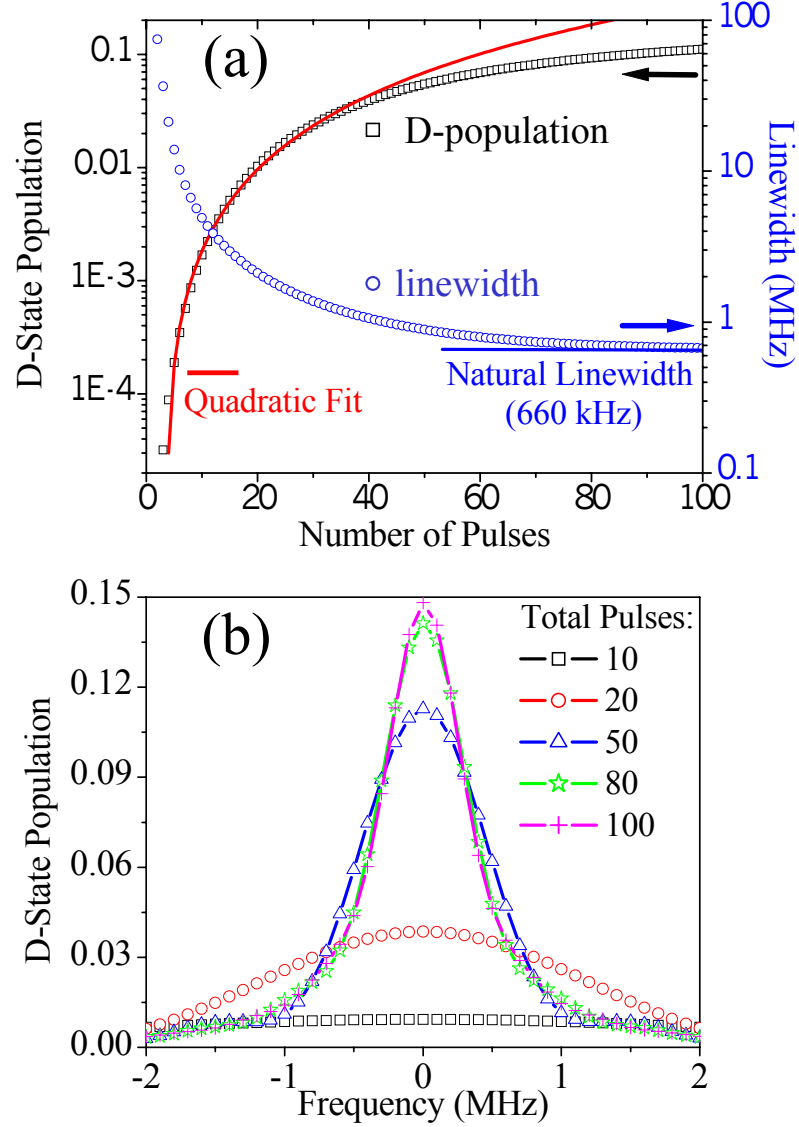 (a)
D-State Population
0.1
0.01
1E-3
1E-4
100
10
1
0.1
Linewidth (MHz)
D-population
linewidth
Quadratic Fit
Natural Linewidth
(660 kHz)
0 20 40 60 80 100
Number of Pulses
(b)
D-State Population
0.15
0.12
0.09
0.06
0.03
0.00
Total Pulses:
10
20
50
80
100
-2 -1 0 1 2
Frequency (MHz)